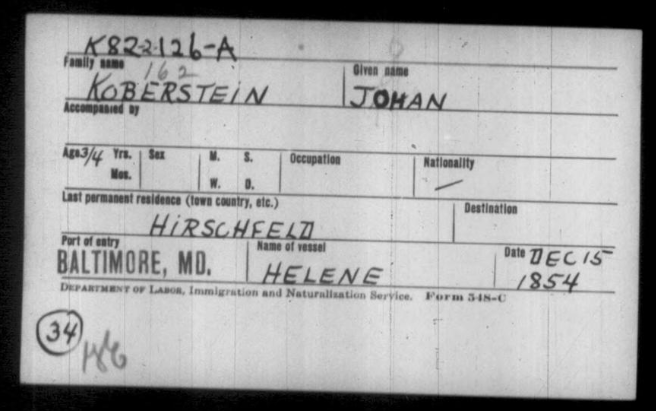 K822126-A
Family name 162 Given name
KOBERSTEIN JOHAN
Accompanied by
Age 3/4 Yrs. Sex M. S. Occupation Nationality
Mos. W. D. —
Last permanent residence (town country, etc.) Destination
HIRSCHFELD
Port of entry Name of vessel Date DEC 15
BALTIMORE, MD. HELENE 1854
DEPARTMENT OF LABOR, Immigration and Naturalization Service. Form 548-C
34